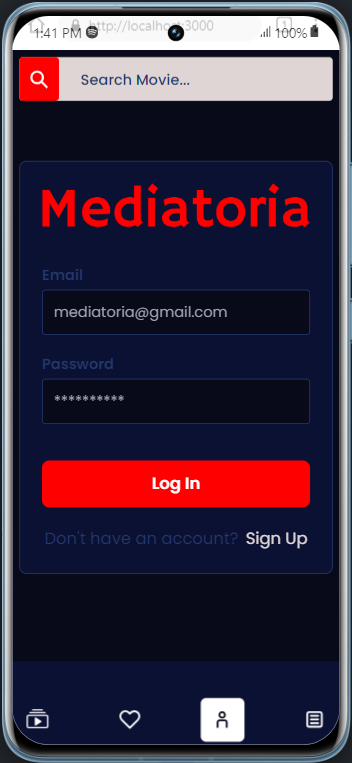 1:41 PM http://localhost:3000 1 100%
Search Movie...
Mediatoria
Email
mediatoria@gmail.com
Password
**********
Log In
Don't have an account? Sign Up